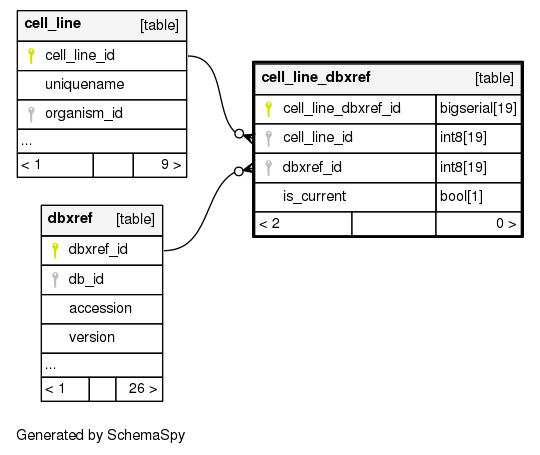 cell_line [table]
cell_line_id
uniquename
organism_id
...
< 1 9 >
cell_line_dbxref [table]
cell_line_dbxref_id bigserial[19]
cell_line_id int8[19]
dbxref_id int8[19]
is_current bool[1]
< 2 0 >
dbxref [table]
dbxref_id
db_id
accession
version
...
< 1 26 >
Generated by SchemaSpy